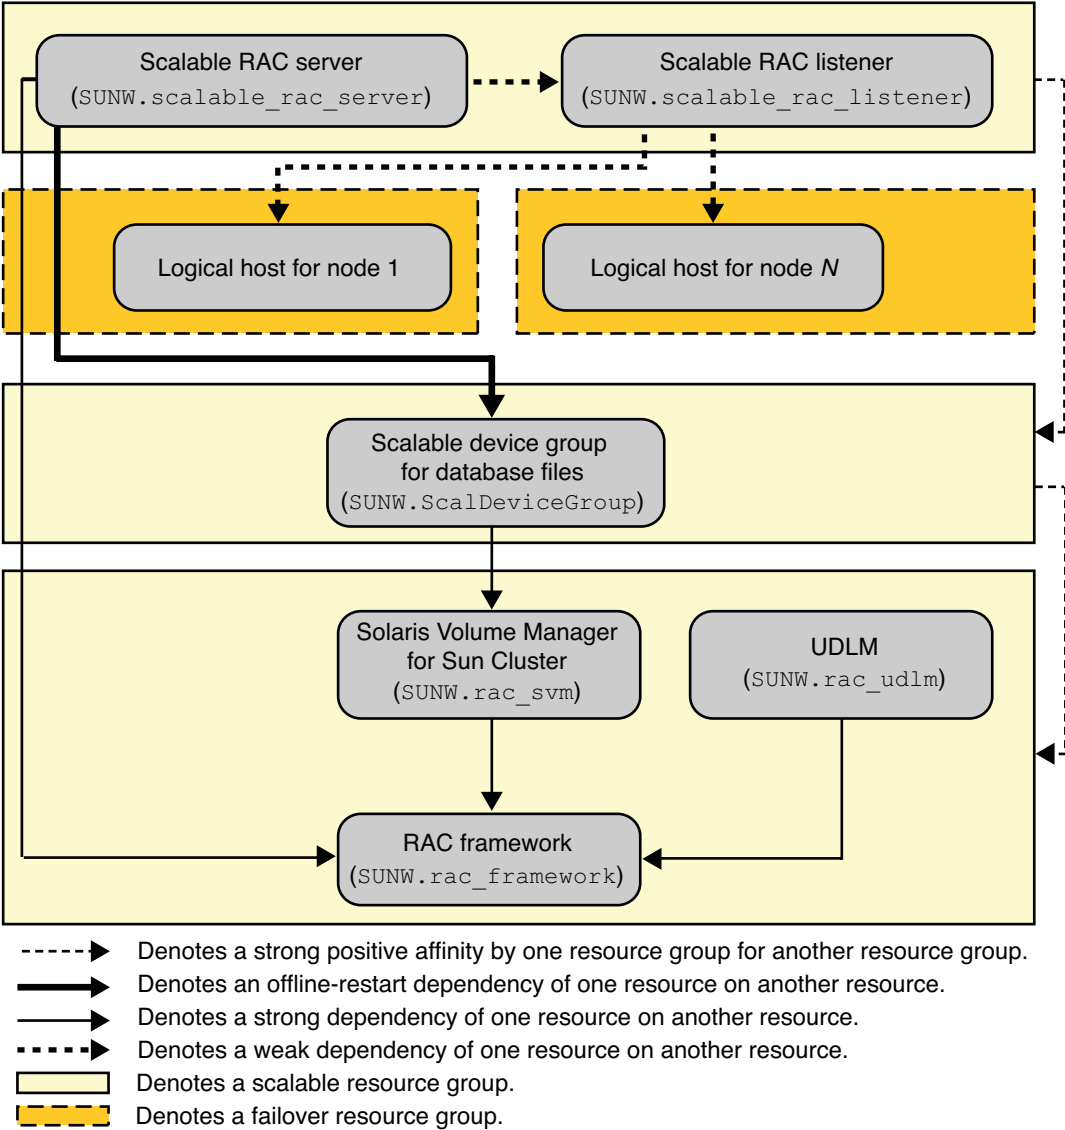 Scalable RAC server
(SUNW.scalable_rac_server)
Scalable RAC listener
(SUNW.scalable_rac_listener)
Logical host for node 1
Logical host for node N
Scalable device group
for database files
(SUNW.ScalDeviceGroup)
Solaris Volume Manager
for Sun Cluster
(SUNW.rac_svm)
UDLM
(SUNW.rac_udlm)
RAC framework
(SUNW.rac_framework)
Denotes a strong positive affinity by one resource group for another resource group.
Denotes an offline-restart dependency of one resource on another resource.
Denotes a strong dependency of one resource on another resource.
Denotes a weak dependency of one resource on another resource.
Denotes a scalable resource group.
Denotes a failover resource group.